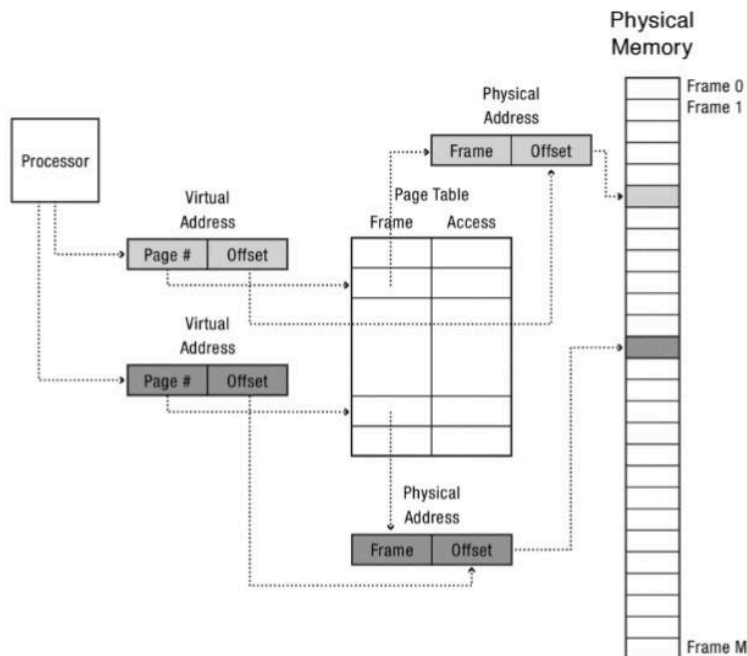 Physical
Memory
Frame 0
Frame 1
Physical
Address
Frame Offset
Processor
Page Table
Frame Access
Virtual
Address
Page # Offset
Virtual
Address
Page # Offset
Physical
Address
Frame Offset
Frame M